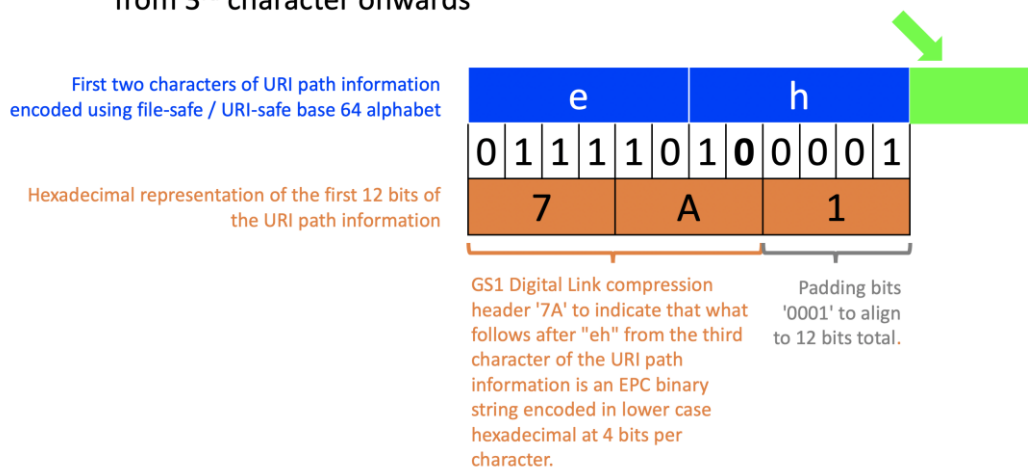 from 3 character onwards
First two characters of URI path information
encoded using file-safe / URI-safe base 64 alphabet
e h
0 1 1 1 1 0 1 0 0 0 0 1
Hexadecimal representation of the first 12 bits of
the URI path information
7 A 1
GS1 Digital Link compression
header '7A' to indicate that what
follows after "eh" from the third
character of the URI path
information is an EPC binary
string encoded in lower case
hexadecimal at 4 bits per
character.
Padding bits
'0001' to align
to 12 bits total.